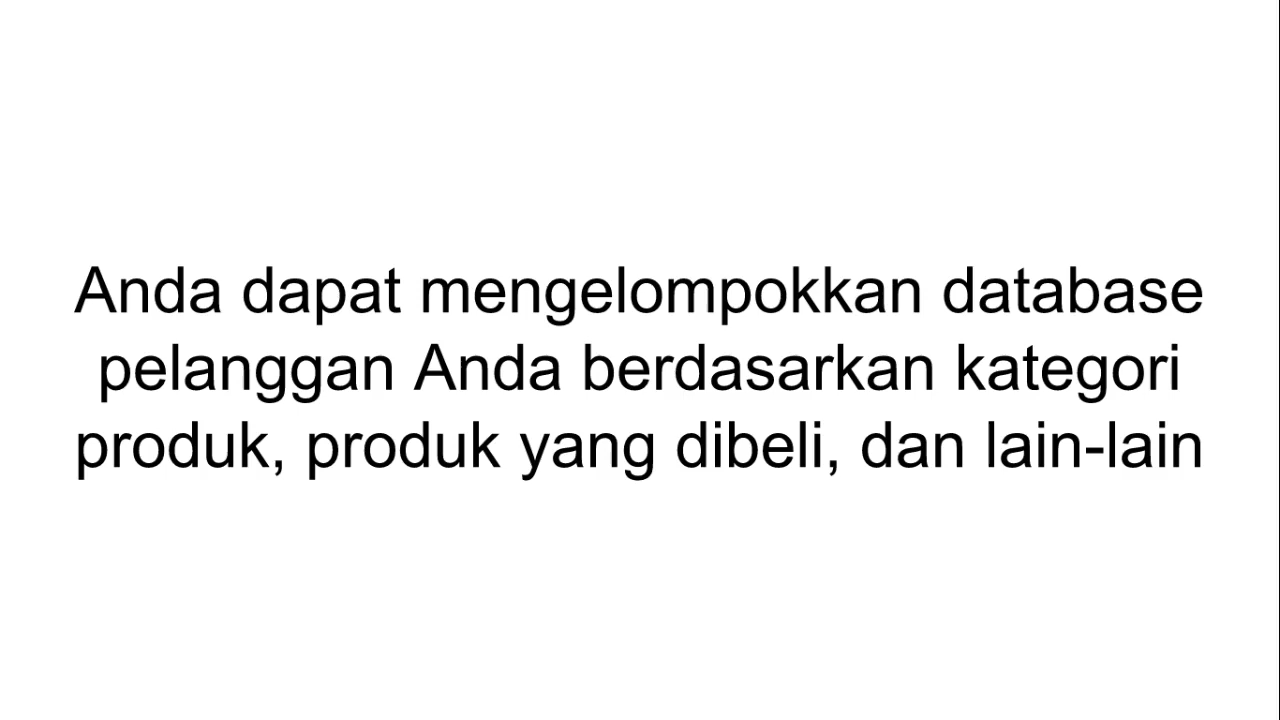 Anda dapat mengelompokkan database
pelanggan Anda berdasarkan kategori
produk, produk yang dibeli, dan lain-lain